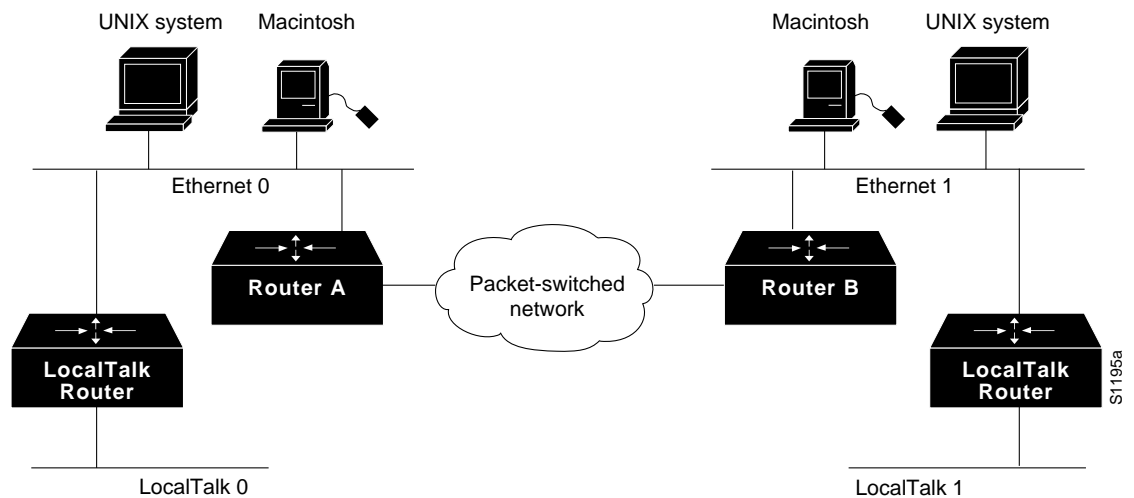 UNIX system
Macintosh
Macintosh
UNIX system
Ethernet 0
Ethernet 1
Router A
Packet-switched
network
Router B
LocalTalk
Router
LocalTalk
Router
S1195a
LocalTalk 0
LocalTalk 1